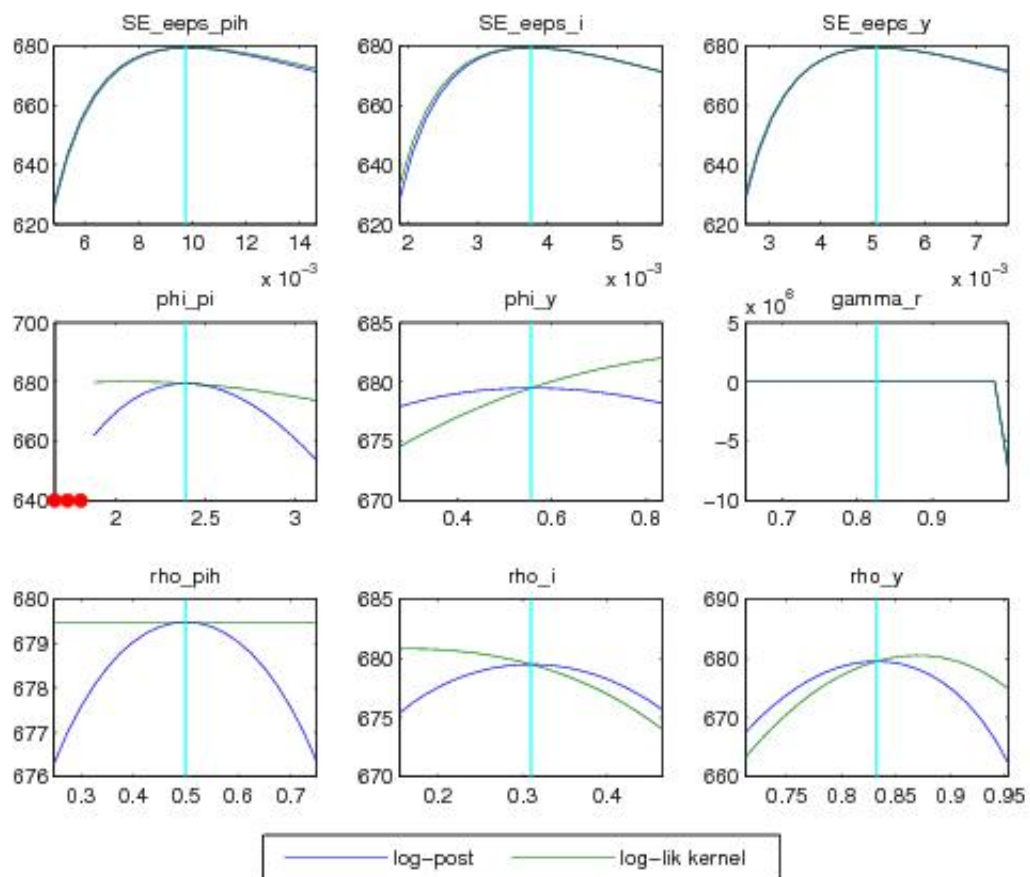 SE_eeps_pih
680
660
640
620
6 8 10 12 14
x 10⁻³
SE_eeps_i
680
660
640
620
2 3 4 5
x 10⁻³
SE_eeps_y
680
660
640
620
3 4 5 6 7
x 10⁻³
phi_pi
700
680
660
640
2 2.5 3
phi_y
685
680
675
670
0.4 0.6 0.8
gamma_r
x 10⁶
5
0
−5
−10
0.7 0.8 0.9
rho_pih
680
679
678
677
676
0.3 0.4 0.5 0.6 0.7
rho_i
685
680
675
670
0.2 0.3 0.4
rho_y
690
680
670
660
0.75 0.8 0.85 0.9 0.95
log−post log−lik kernel